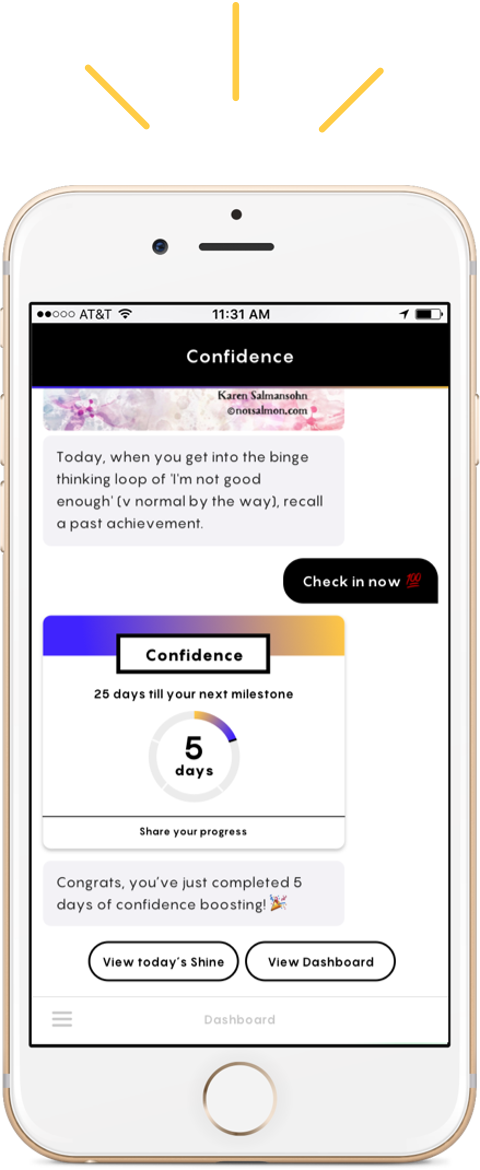 AT&T 11:31 AM
Confidence
Karen Salmansohn
©notsalmon.com
Today, when you get into the binge
thinking loop of 'I'm not good
enough' (v normal by the way), recall
a past achievement.
Check in now 💯
Confidence
25 days till your next milestone
5
days
Share your progress
Congrats, you've just completed 5
days of confidence boosting! 🎉
View today's Shine View Dashboard
Dashboard